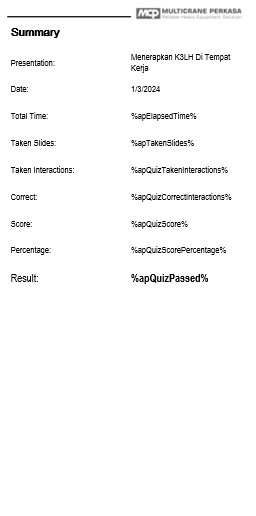 MCP MULTICRANE PERKASA
Reliable Heavy Equipment Solution
Summary
Presentation: Menerapkan K3LH Di Tempat
Kerja
Date: 1/3/2024
Total Time: %apElapsedTime%
Taken Slides: %apTakenSlides%
Taken Interactions: %apQuizTakenInteractions%
Correct: %apQuizCorrectInteractions%
Score: %apQuizScore%
Percentage: %apQuizScorePercentage%
Result: %apQuizPassed%